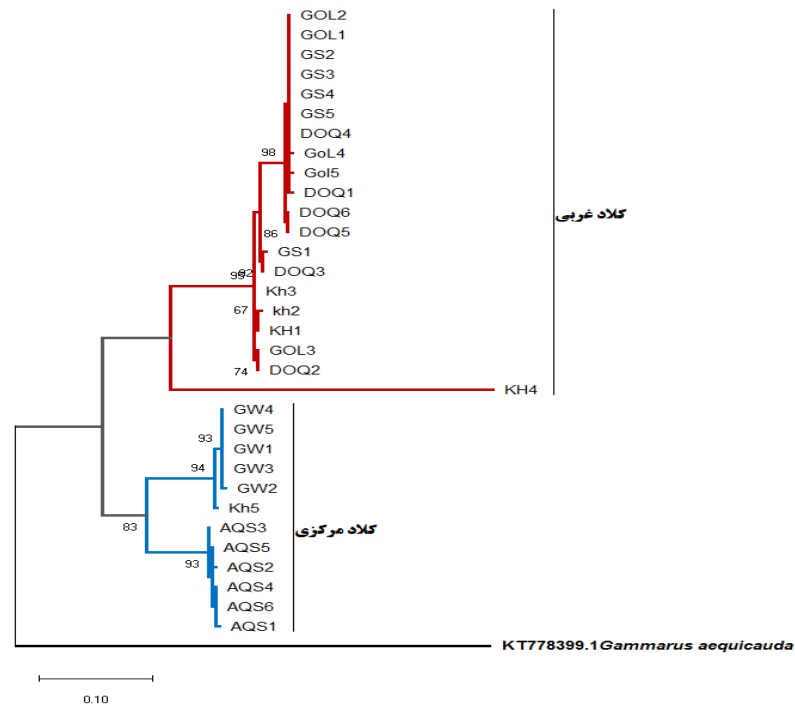 GOL2
GOL1
GS2
GS3
GS4
GS5
DOQ4
98
GoL4
Gol5
DOQ1
DOQ6
کلاد غربی
86
DOQ5
GS1
DOQ3
Kh3
67
kh2
KH1
GOL3
74
DOQ2
KH4
GW4
GW5
93
GW1
94
GW3
GW2
Kh5
83
AQS3
کلاد مرکزی
AQS5
93
AQS2
AQS4
AQS6
AQS1
KT778399.1Gammarus aequicauda
0.10